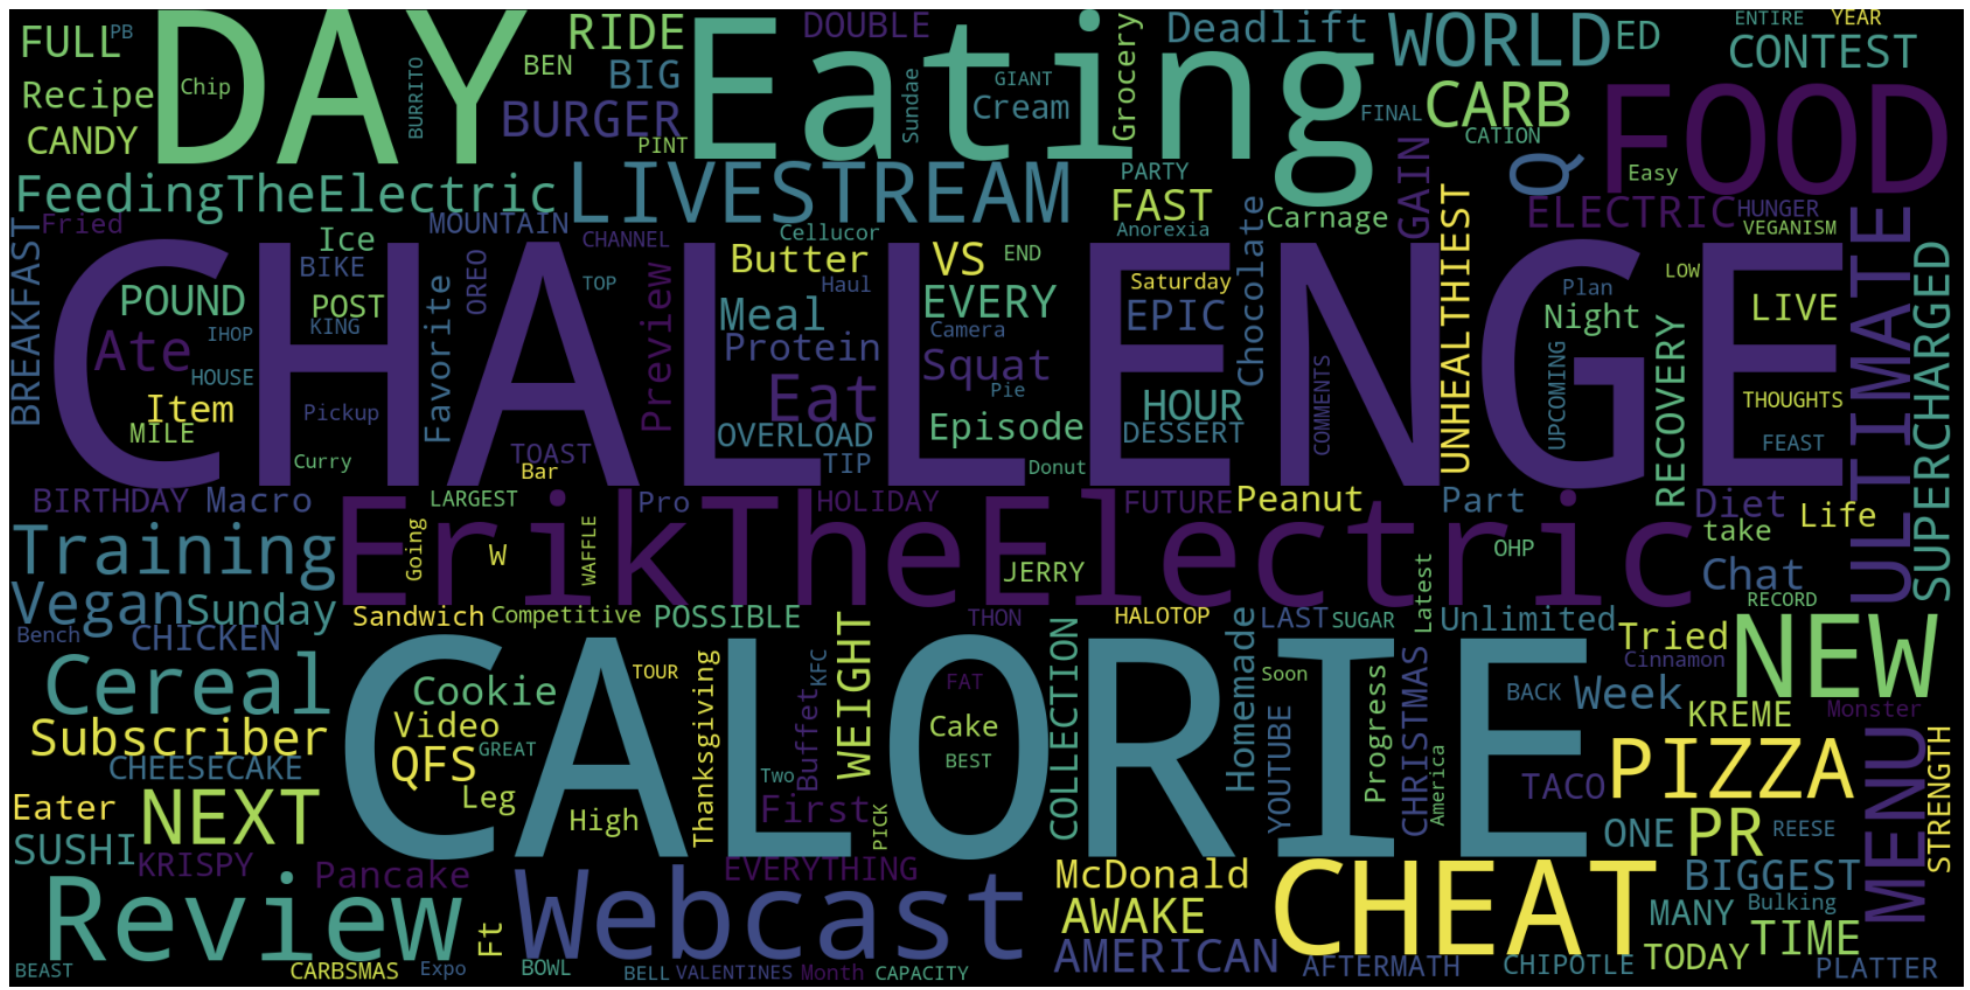 FULL
PB
DAY
RIDE
DOUBLE
Eating
Grocery
Deadlift
WORLD
ED
ENTIRE
YEAR
CONTEST
Recipe
Chip
BURRITO
BEN
BIG
BURGER
PINT
Sundae
GIANT
Cream
FINAL
CARB
CATION
FOOD
CANDY
FeedingTheElectric
LIVESTREAM
PARTY
FAST
Anorexia
Carnage
GAIN
Q
Easy
ELECTRIC
HUNGER
VEGANISM
BREAKFAST
Fried
MOUNTAIN
CHANNEL
Cellucor
Chocolate
UNHEALTHIEST
ULTIMATE
SUPERCHARGED
CHALLENGE
Ice
BIKE
POUND
POST
KING
IHOP
Ate
HOUSE
Item
MILE
Pickup
Curry
Favorite
OREO
TOP
TOAST
Bar
Preview
Butter
Haul
VS
END
Meal
Protein
EVERY
Camera
Squat
Eat
Pie
OVERLOAD
TIP
Episode
Donut
Saturday
EPIC
HOUR
DESSERT
COMMENTS
Plan
Night
UPCOMING
LOW
LIVE
RECOVERY
THOUGHTS
FEAST
BIRTHDAY
Macro
LARGEST
Pro
HOLIDAY
FUTURE
Peanut
Part
Diet
Life
Training
ErikTheElectric
Going
W
WAFFLE
JERRY
OHP
take
Chat
RECORD
Vegan
Sunday
Sandwich
Competitive
POSSIBLE
THON
HALOTOP
LAST
SUGAR
Latest
Unlimited
Tried
NEW
Bench
CHICKEN
Cereal
CALORIE
Cookie
Video
QFS
GREAT
Leg
High
TOUR
Thanksgiving
Two
KFC
Buffet
WEIGHT
First
PICK
FAT
Cake
BEST
COLLECTION
Homemade
Soon
YOUTUBE
Progress
CHRISTMAS
America
Cinnamon
BACK
Week
KREME
Monster
Subscriber
CHEESECAKE
Eater
NEXT
TACO
PIZZA
MENU
STRENGTH
SUSHI
KRISPY
Pancake
EVERYTHING
ONE
PR
REESE
Review
Ft
Webcast
McDonald
AWAKE
AMERICAN
CHEAT
BIGGEST
MANY
Bulking
TIME
TODAY
BEAST
CARBSMAS
Expo
BOWL
BELL
VALENTINES
Month
CAPACITY
AFTERMATH
CHIPOTLE
PLATTER